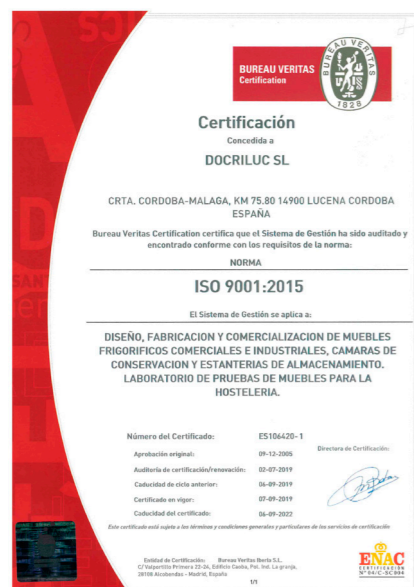 BUREAU VERITAS
Certification
BUREAU VERITAS
1828
Certificación
Concedida a
DOCRILUC SL
CRTA. CORDOBA-MALAGA, KM 75.80 14900 LUCENA CORDOBA
ESPAÑA
Bureau Veritas Certification certifica que el Sistema de Gestión ha sido auditado y
encontrado conforme con los requisitos de la norma:
NORMA
ISO 9001:2015
El Sistema de Gestión se aplica a:
DISEÑO, FABRICACION Y COMERCIALIZACION DE MUEBLES
FRIGORIFICOS COMERCIALES E INDUSTRIALES, CAMARAS DE
CONSERVACION Y ESTANTERIAS DE ALMACENAMIENTO.
LABORATORIO DE PRUEBAS DE MUEBLES PARA LA
HOSTELERIA.
Número del Certificado: ES106420-1
Aprobación original: 09-12-2005
Directora de Certificación:
Auditoría de certificación/renovación: 02-07-2019
Caducidad de ciclo anterior: 06-09-2019
Certificado en vigor: 07-09-2019
Caducidad del certificado: 06-09-2022
Este certificado está sujeto a los términos y condiciones generales y particulares de los servicios de certificación
Entidad de Certificación: Bureau Veritas Iberia S.L.
C/ Valportillo Primera 22-24, Edificio Caoba, Pol. Ind. La granja,
28108 Alcobendas - Madrid, España
1/1
ENAC
CERTIFICACIÓN
Nº 04/C-SC004